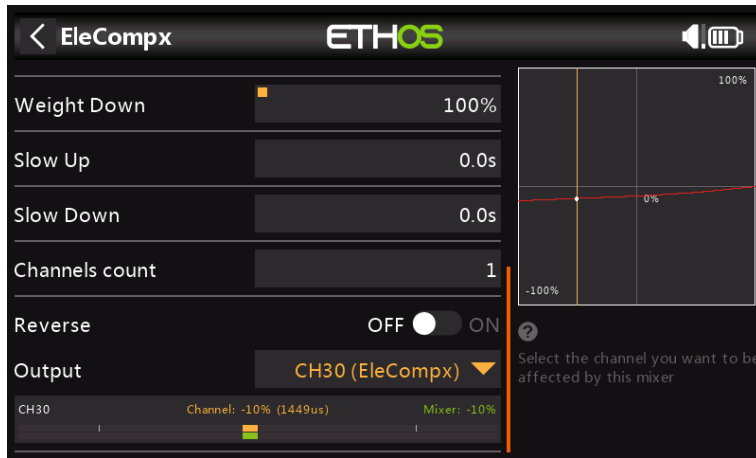 EleCompx
ETHOS
Weight Down 100%
Slow Up 0.0s
Slow Down 0.0s
Channels count 1
Reverse OFF ON
Output CH30 (EleCompx)
CH30 Channel: -10% (1449us) Mixer: -10%
100%
0%
-100%
?
Select the channel you want to be
affected by this mixer